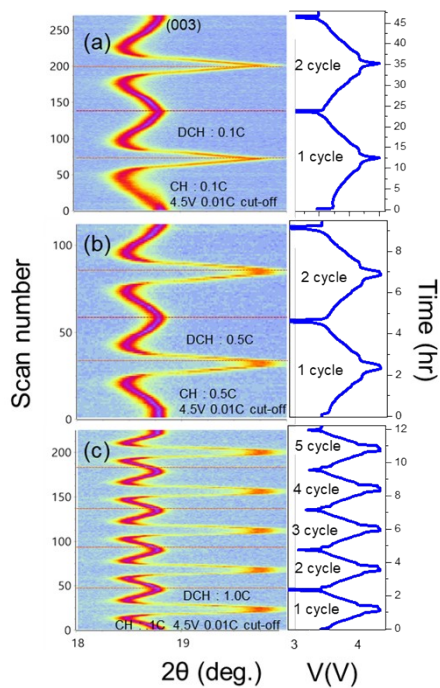 (a)
(003)
250
200
150
100
50
0
DCH : 0.1C
CH : 0.1C
4.5V 0.01C cut-off
2 cycle
1 cycle
45
40
35
30
25
20
15
10
5
0
(b)
100
50
0
DCH : 0.5C
CH : 0.5C
4.5V 0.01C cut-off
2 cycle
1 cycle
8
6
4
2
0
(c)
200
150
100
50
0
DCH : 1.0C
CH : 1C 4.5V 0.01C cut-off
5 cycle
4 cycle
3 cycle
2 cycle
1 cycle
12
10
8
6
4
2
0
Scan number
Time (hr)
18
19
3
4
2θ (deg.)
V(V)